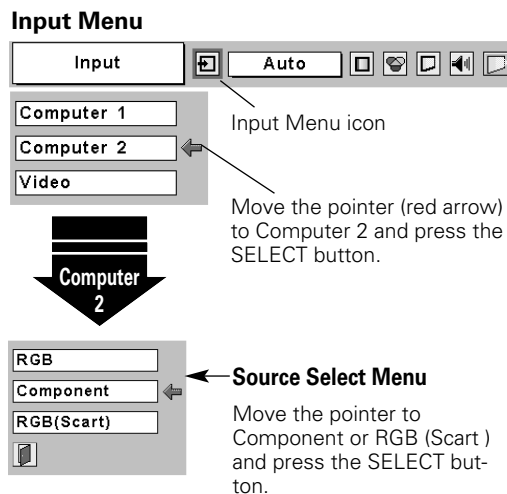 Input Menu
Input
Auto
Computer 1
Computer 2
Video
Input Menu icon
Move the pointer (red arrow)
to Computer 2 and press the
SELECT button.
Computer
2
RGB
Component
RGB(Scart)
Source Select Menu
Move the pointer to
Component or RGB (Scart )
and press the SELECT but-
ton.